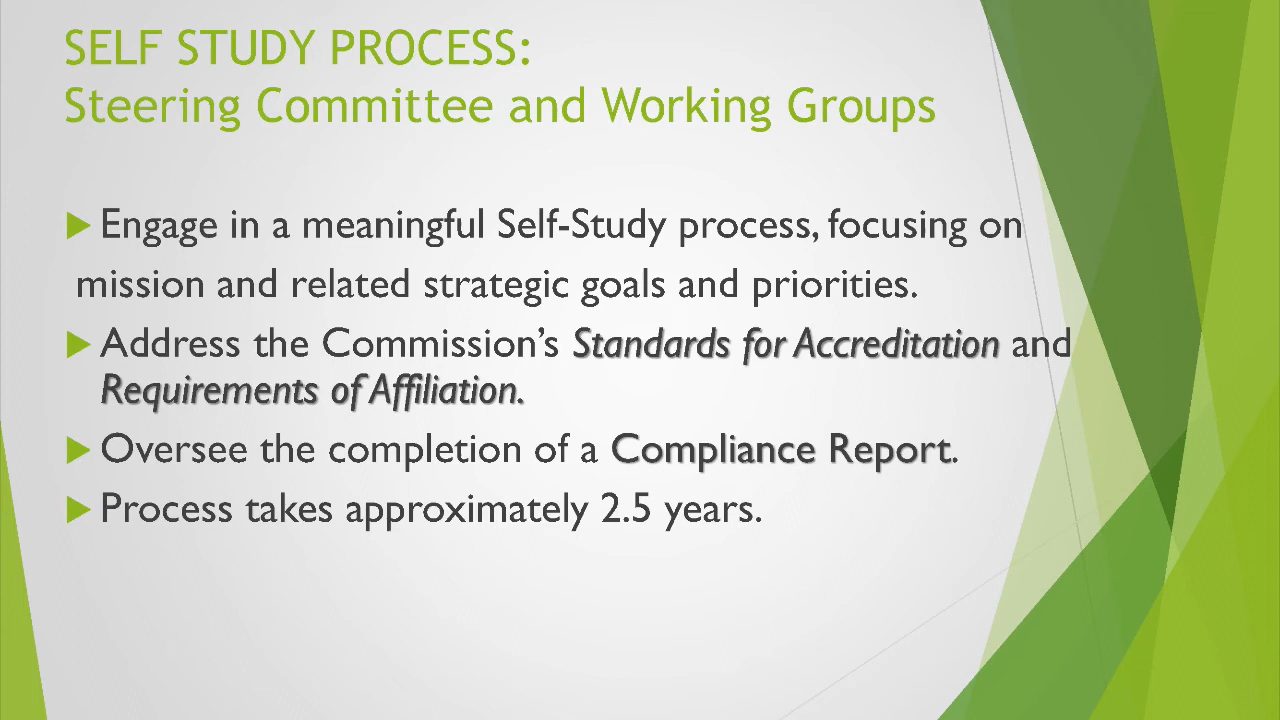 SELF STUDY PROCESS:
Steering Committee and Working Groups
Engage in a meaningful Self-Study process, focusing on
mission and related strategic goals and priorities.
Address the Commission’s Standards for Accreditation and
Requirements of Affiliation.
Oversee the completion of a Compliance Report.
Process takes approximately 2.5 years.